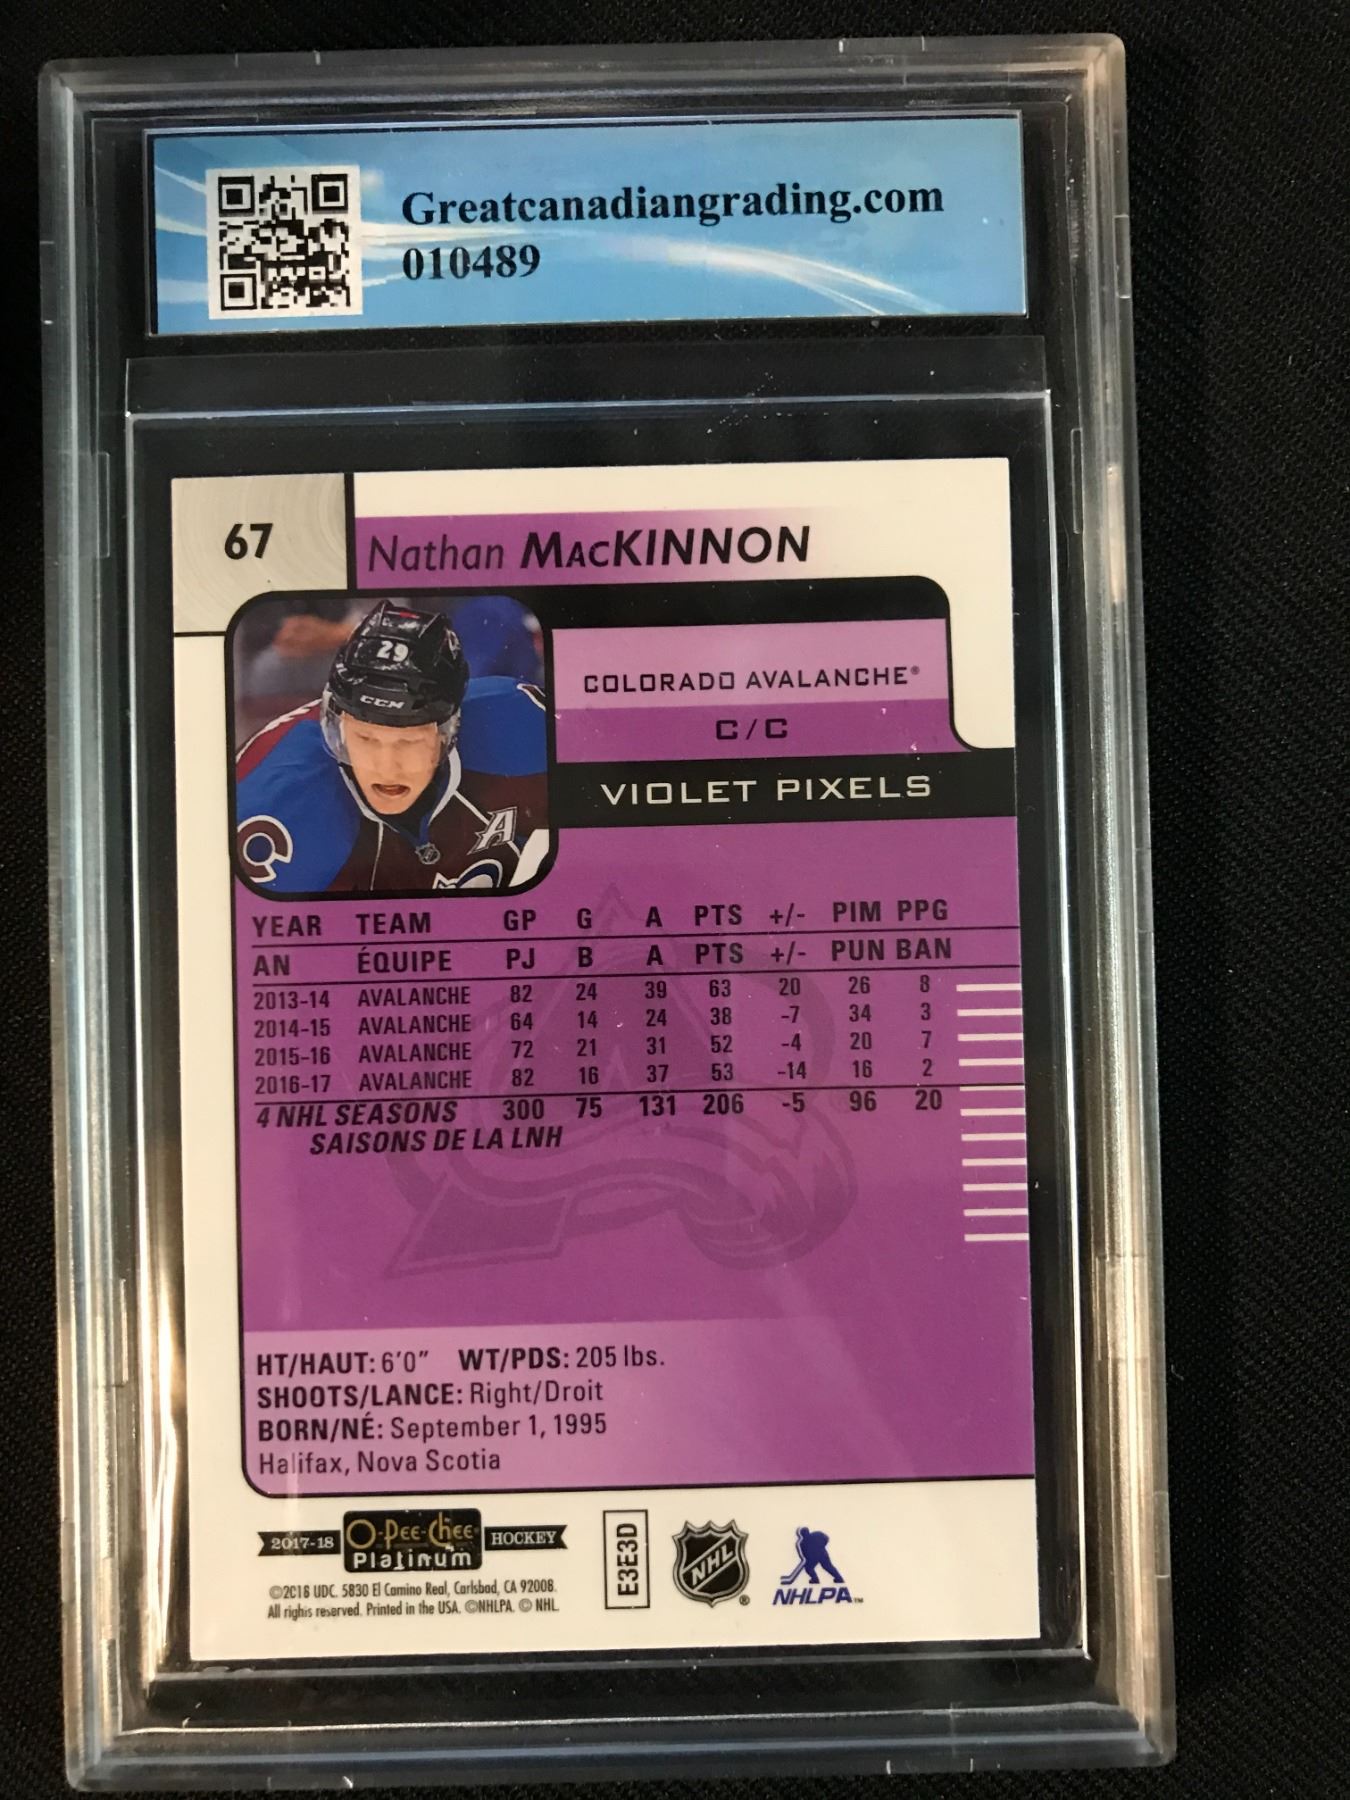 Greatcanadiangrading.com
010489
67
Nathan MacKINNON
29
CCM
A
COLORADO AVALANCHE®
C/C
VIOLET PIXELS
YEAR TEAM GP G A PTS +/- PIM PPG
AN ÉQUIPE PJ B A PTS +/- PUN BAN
2013-14 AVALANCHE 82 24 39 63 20 26 8
2014-15 AVALANCHE 64 14 24 38 -7 34 3
2015-16 AVALANCHE 72 21 31 52 -4 20 7
2016-17 AVALANCHE 82 16 37 53 -14 16 2
4 NHL SEASONS 300 75 131 206 -5 96 20
SAISONS DE LA LNH
HT/HAUT: 6'0" WT/PDS: 205 lbs.
SHOOTS/LANCE: Right/Droit
BORN/NÉ: September 1, 1995
Halifax, Nova Scotia
2017-18 O-Pee-Chee Platinum HOCKEY
©2018 UDC. 5830 El Camino Real, Carlsbad, CA 92008.
All rights reserved. Printed in the USA. ©NHLPA. © NHL.
E3E3D
NHL ®
NHLPA™